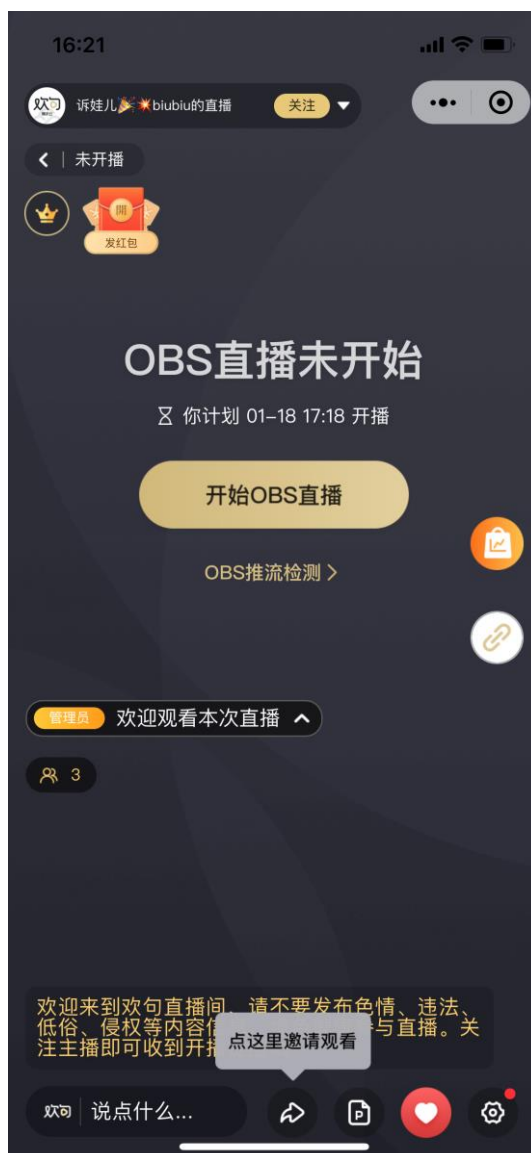 16:21
欢句
诉娃儿🎉💥biubiu的直播
关注
未开播
開
发红包
OBS直播未开始
你计划 01-18 17:18 开播
开始OBS直播
OBS推流检测
管理员 欢迎观看本次直播
3
欢迎来到欢句直播间，请不要发布色情、违法、
低俗、侵权等内容
与直播。关
注主播即可收到开
点这里邀请观看
欢句 说点什么...
P